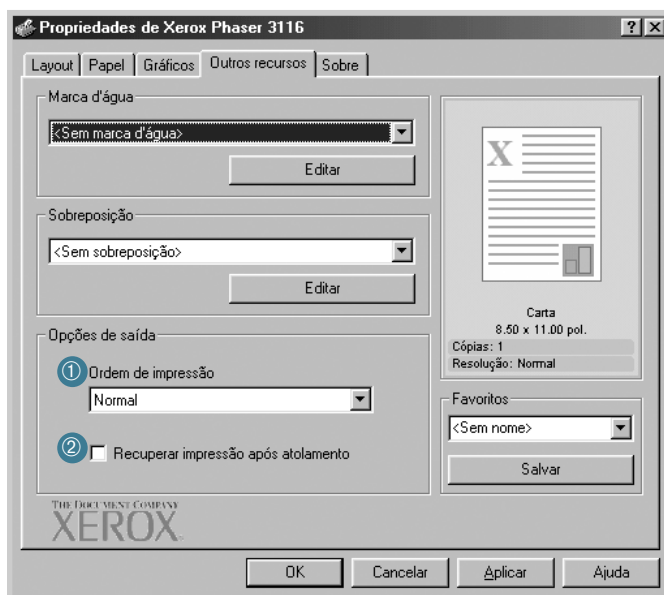 Propriedades de Xerox Phaser 3116
Layout Papel Gráficos Outros recursos Sobre
Marca d'água
<Sem marca d'água>
Editar
Sobreposição
<Sem sobreposição>
Editar
Opções de saída
① Ordem de impressão
Normal
② Recuperar impressão após atolamento
X
Carta
8.50 x 11.00 pol.
Cópias: 1
Resolução: Normal
Favoritos
<Sem nome>
Salvar
THE DOCUMENT COMPANY
XEROX
OK Cancelar Aplicar Ajuda